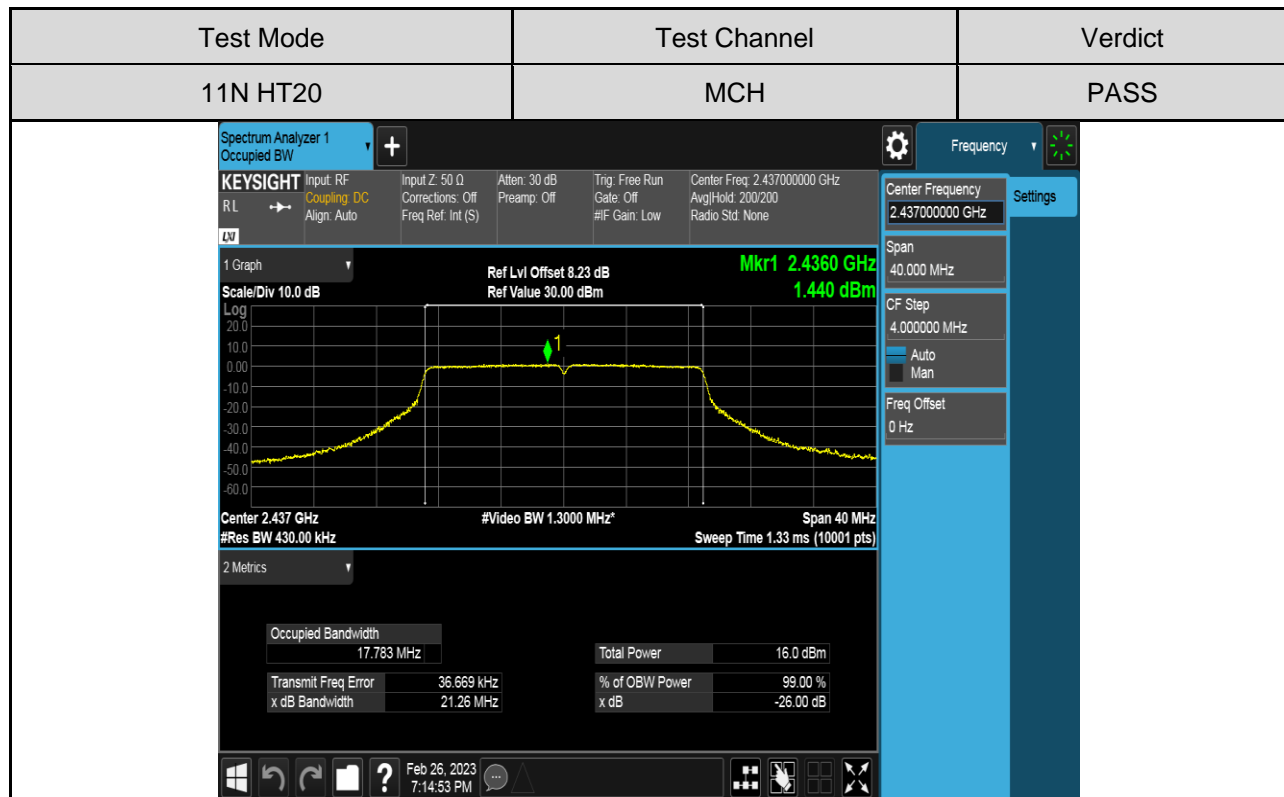 Test Mode Test Channel Verdict
11N HT20 MCH PASS
Spectrum Analyzer 1
Occupied BW
+
Frequency
KEYSIGHT Input: RF Input Z: 50 Ω Atten: 30 dB Trig: Free Run Center Freq: 2.437000000 GHz
R L Coupling: DC Corrections: Off Preamp: Off Gate: Off Avg|Hold: 200/200
Align: Auto Freq Ref: Int (S) #IF Gain: Low Radio Std: None
LXI
Center Frequency
2.437000000 GHz
Settings
Span
40.000 MHz
CF Step
4.000000 MHz
Auto
Man
Freq Offset
0 Hz
1 Graph
Ref Lvl Offset 8.23 dB
Mkr1 2.4360 GHz
Scale/Div 10.0 dB
Ref Value 30.00 dBm
1.440 dBm
Log
20.0
10.0
0.00
-10.0
-20.0
-30.0
-40.0
-50.0
-60.0
1
Center 2.437 GHz #Video BW 1.3000 MHz* Span 40 MHz
#Res BW 430.00 kHz Sweep Time 1.33 ms (10001 pts)
2 Metrics
Occupied Bandwidth
17.783 MHz
Total Power 16.0 dBm
Transmit Freq Error 36.669 kHz % of OBW Power 99.00 %
x dB Bandwidth 21.26 MHz x dB -26.00 dB
? Feb 26, 2023
7:14:53 PM